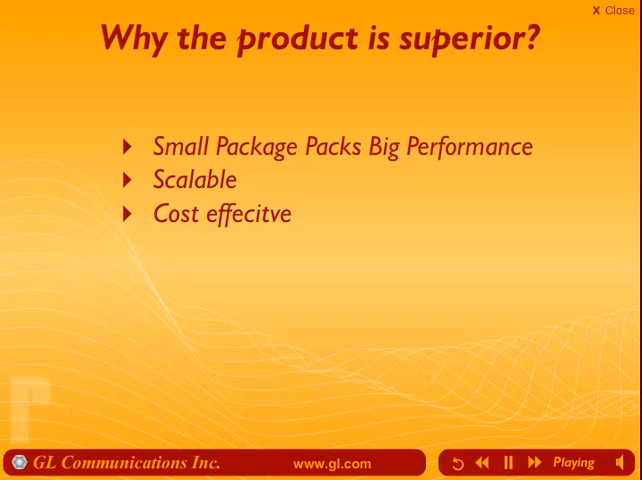 X Close
Why the product is superior?
Small Package Packs Big Performance
Scalable
Cost effecitve
GL Communications Inc. www.gl.com Playing